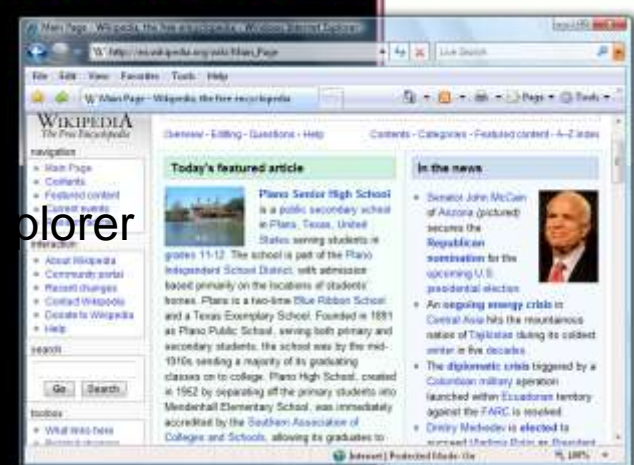 Main Page - Wikipedia, the free encyclopedia - Windows Internet Explorer
http://en.wikipedia.org/wiki/Main_Page
Live Search
File Edit View Favorites Tools Help
Main Page - Wikipedia, the free encyclopedia
Page
Tools
WIKIPEDIA
The Free Encyclopedia
Overview - Editing - Questions - Help
Contents - Categories - Featured content - A–Z index
navigation
Main Page
Contents
Featured content
Current events
plorer
interaction
About Wikipedia
Community portal
Recent changes
Contact Wikipedia
Donate to Wikipedia
Help
search
Go Search
toolbox
What links here
Today's featured article
Plano Senior High School
is a public secondary school
in Plano, Texas, United
States serving students in
grades 11-12. The school is part of the Plano
Independent School District, with admission
based primarily on the locations of students'
homes. Plano is a two-time Blue Ribbon School
and a Texas Exemplary School. Founded in 1891
as Plano Public School, serving both primary and
secondary students, the school was by the mid-
1910s sending a majority of its graduating
classes on to college. Plano High School, created
in 1962 by separating off the primary students into
Mendenhall Elementary School, was immediately
accredited by the Southern Association of
Colleges and Schools, allowing its graduates to
In the news
Senator John McCain
of Arizona (pictured)
secures the
Republican
nomination for the
upcoming U.S.
presidential election
An ongoing energy crisis in
Central Asia hits the mountainous
nation of Tajikistan during its coldest
winter in five decades.
The diplomatic crisis triggered by a
Colombian military operation
launched within Ecuadorian territory
against the FARC is resolved.
Dmitry Medvedev is elected to
succeed Vladimir Putin as President
Internet | Protected Mode: On
100%